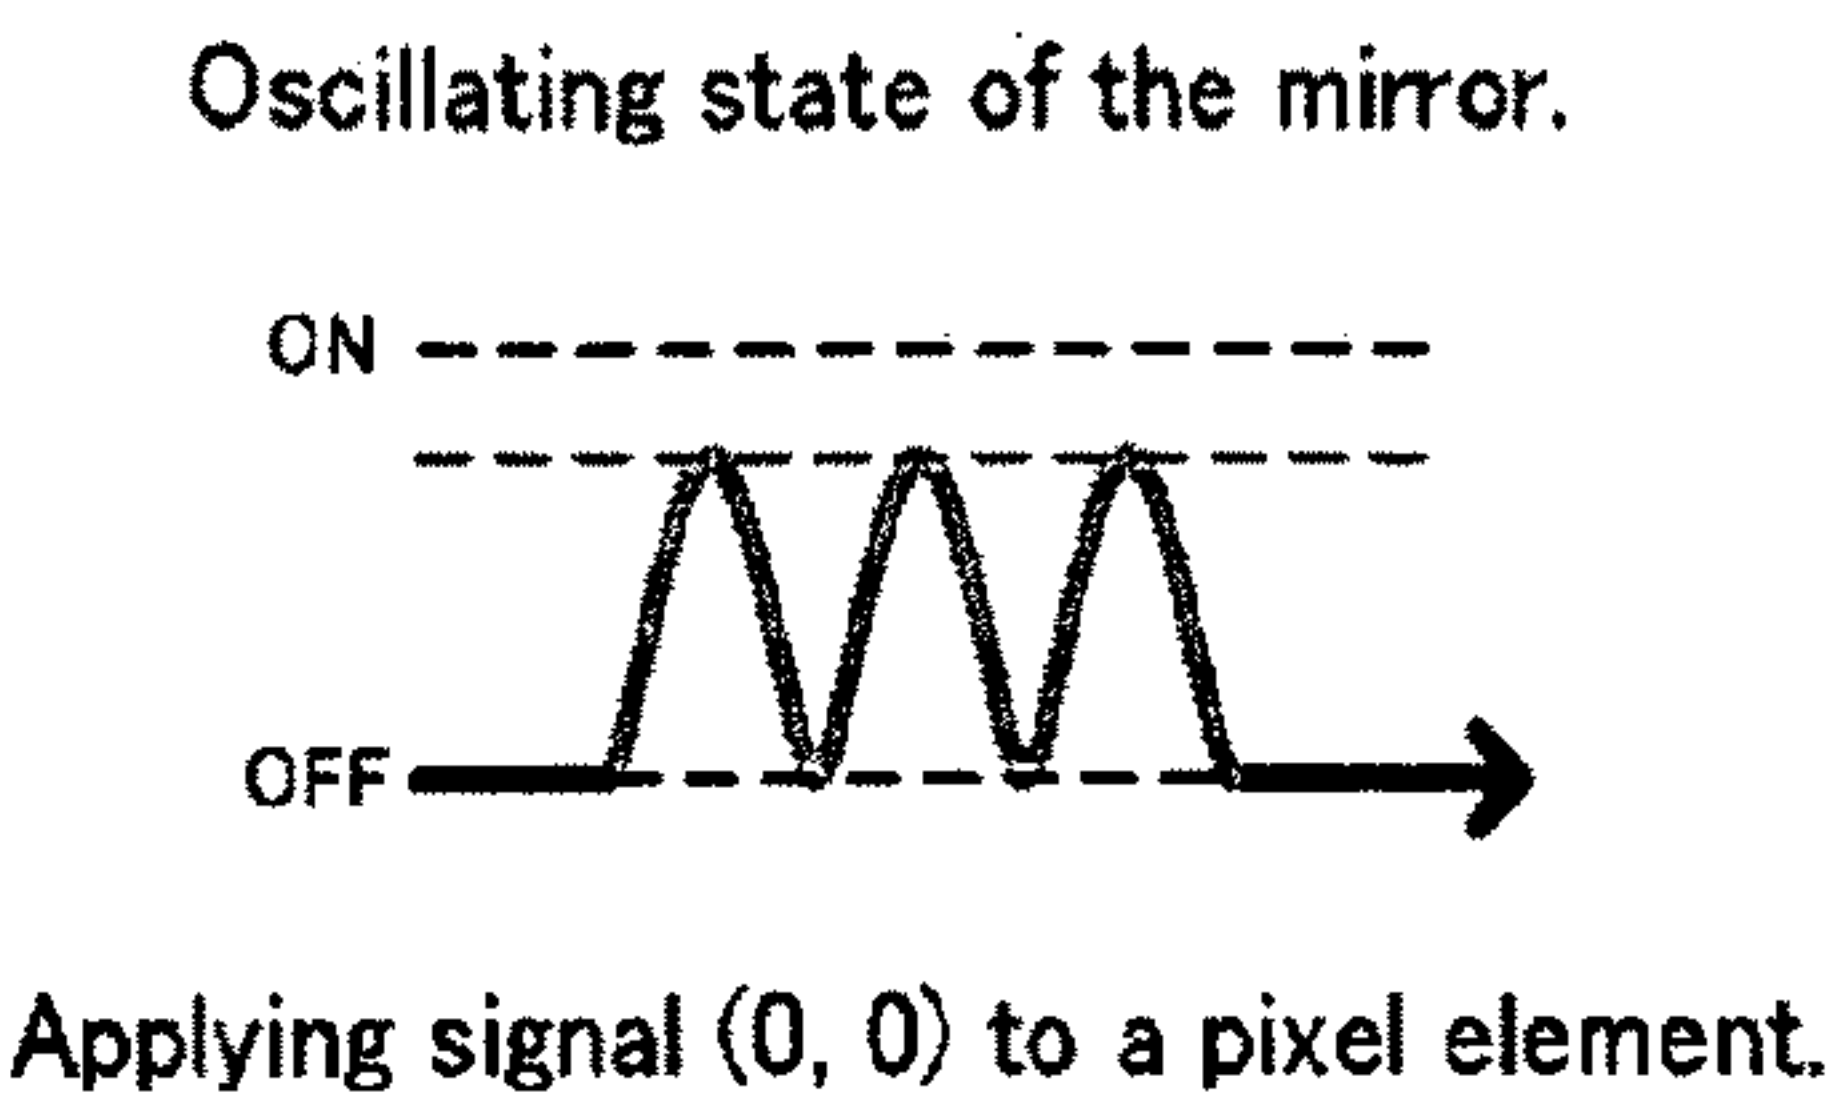 Oscillating state of the mirror.
ON
OFF
Applying signal (0, 0) to a pixel element.